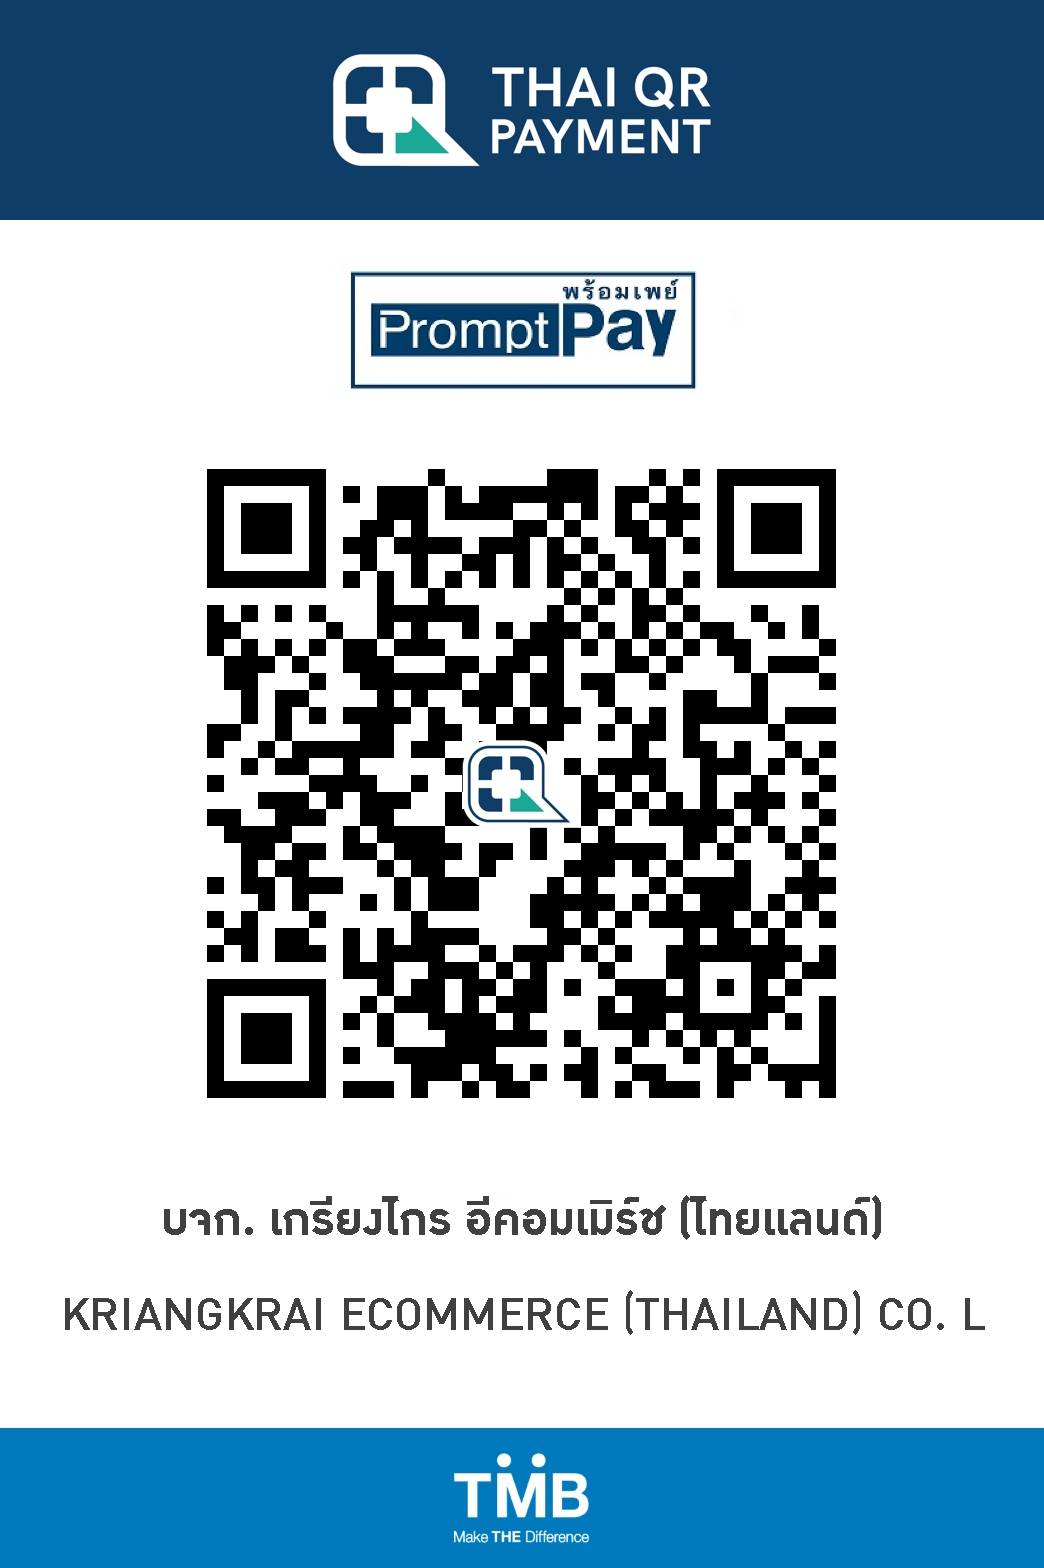 THAI QR
PAYMENT
พร้อมเพย์
PromptPay
บจก. เกรียงไกร อีคอมเมิร์ช (ไทยแลนด์)
KRIANGKRAI ECOMMERCE (THAILAND) CO. L
TMB
Make THE Difference